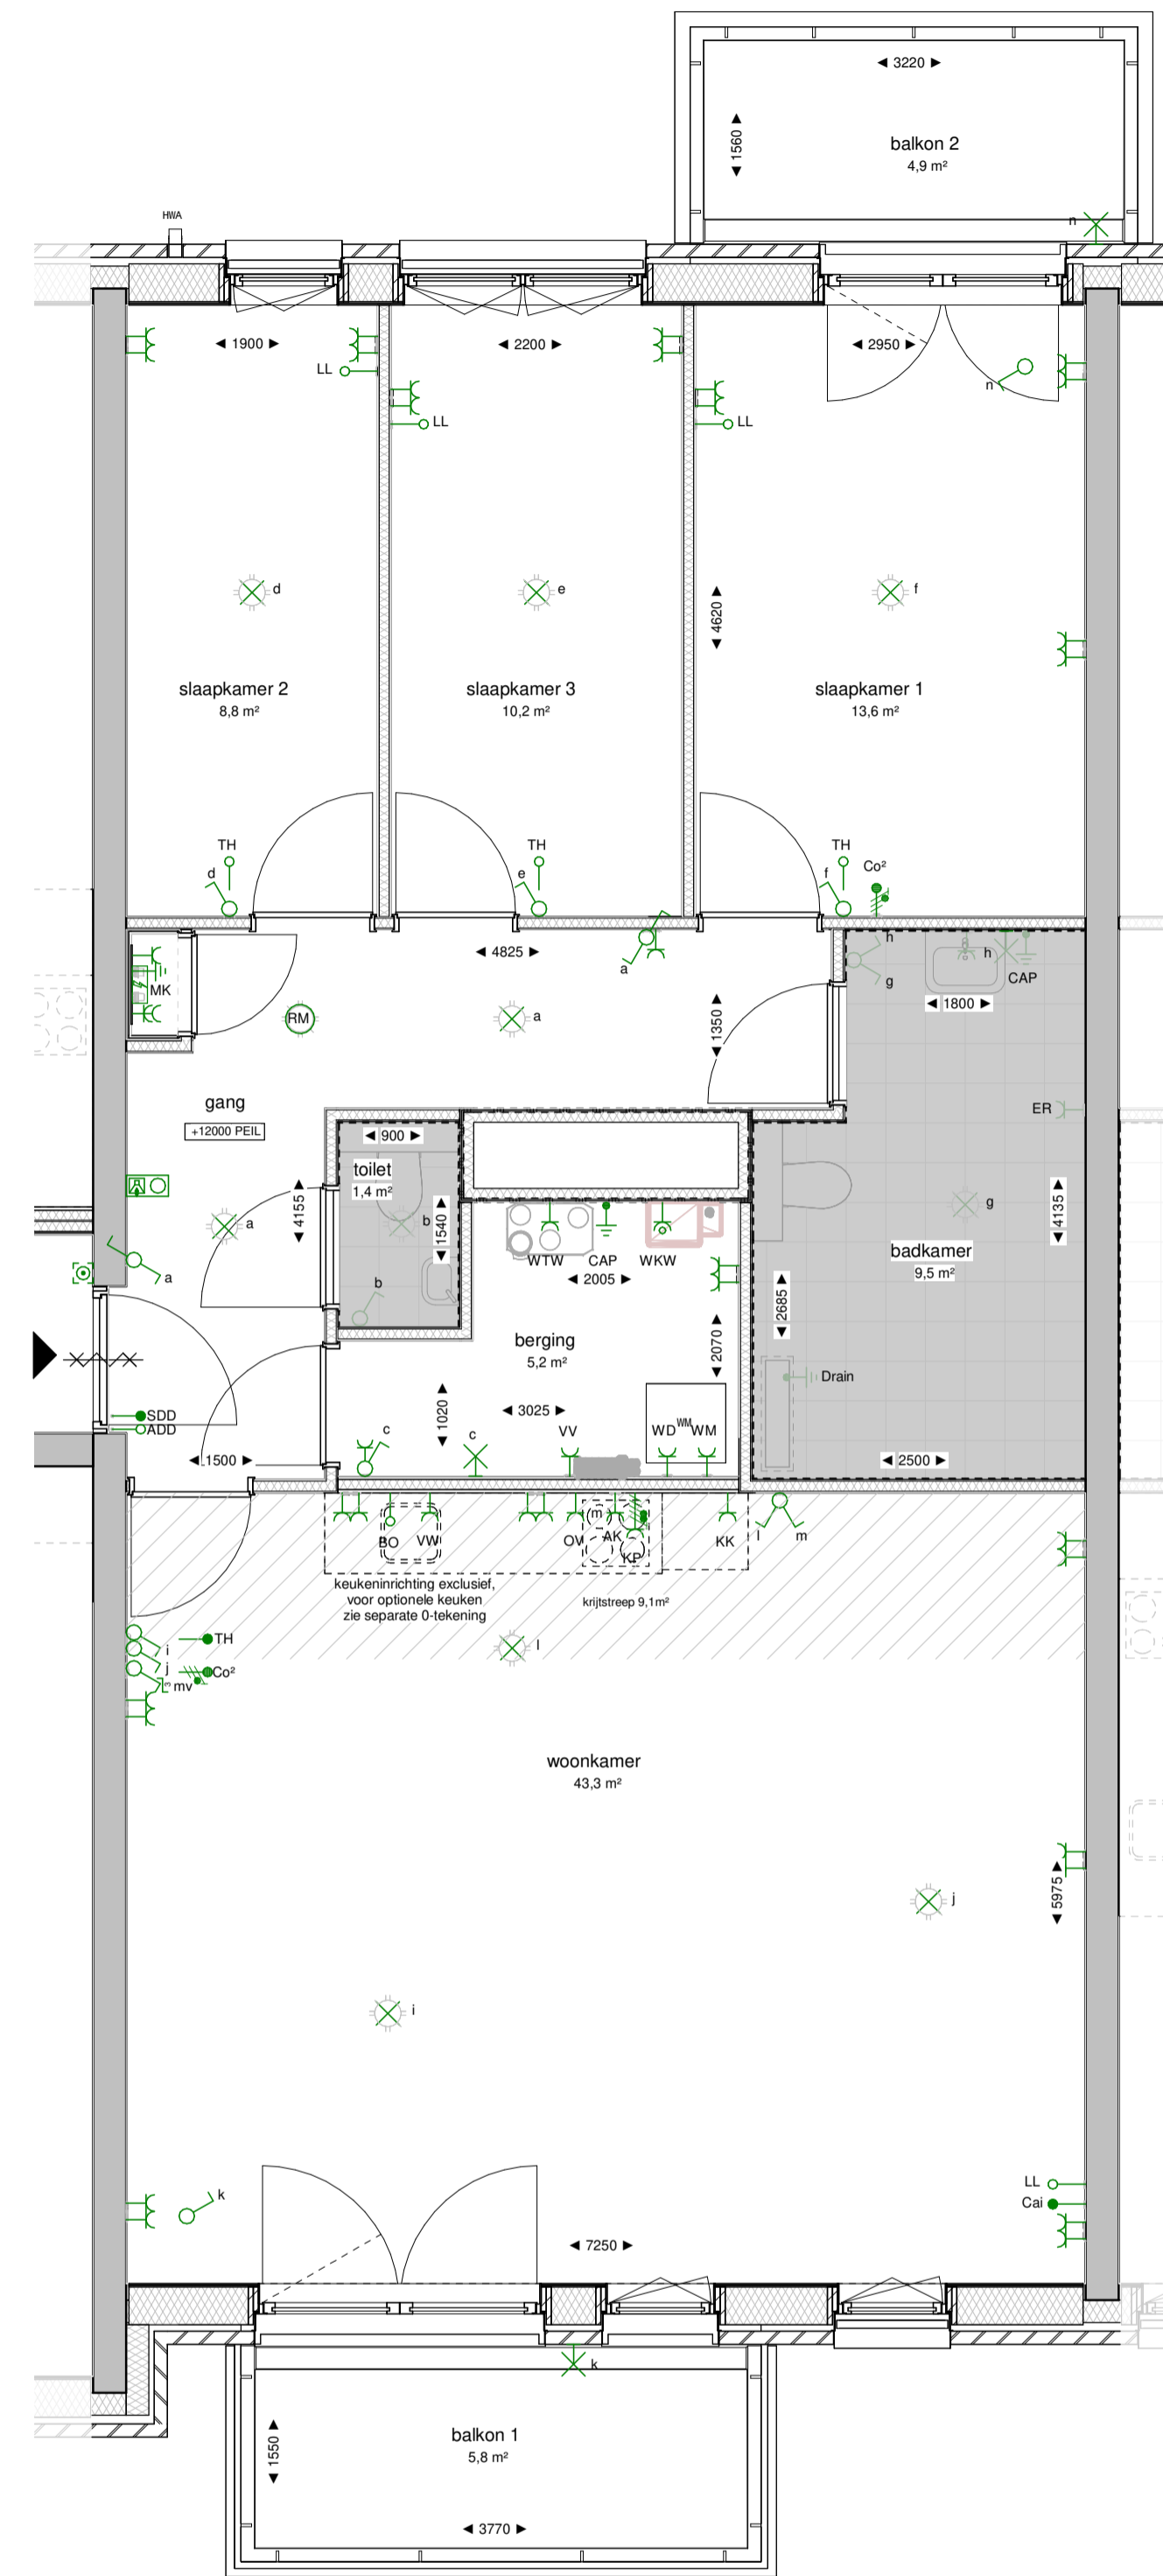 3220
1560
balkon 2
4,9 m²
n
HWA
1900
2200
2950
LL
n
LL
LL
d
e
f
4620
slaapkamer 2
8,8 m²
slaapkamer 3
10,2 m²
slaapkamer 1
13,6 m²
TH
TH
TH
Co²
d
e
f
h
a
4825
h
g
CAP
MK
1800
RM
a
1350
gang
ER
+12000 PEIL
900
toilet
1,4 m²
4155
1540
b
a
g
4135
badkamer
9,5 m²
WTW
CAP
WKW
2005
a
b
2685
berging
5,2 m²
2070
Drain
3025
1020
SDD
ADD
c
c
VV
WD
WM
WM
1500
2500
m
l
m
BO
VW
OV
AK
KP
KK
keukeninrichting exclusief,
voor optionele keuken
zie separate 0-tekening
krijtstreep 9,1m²
i
TH
l
j
Co²
3
mv
woonkamer
43,3 m²
5975
j
i
LL
k
Cai
7250
k
balkon 1
5,8 m²
1550
3770